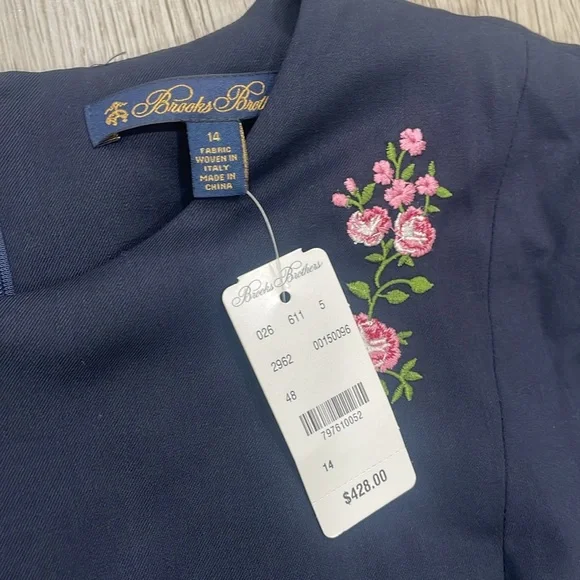 Brooks Brot
14
FABRIC
WOVEN IN
ITALY
MADE IN
CHINA
Brooks Brothers
026 611 5
2962 00150096
48
797610052
14
$428.00